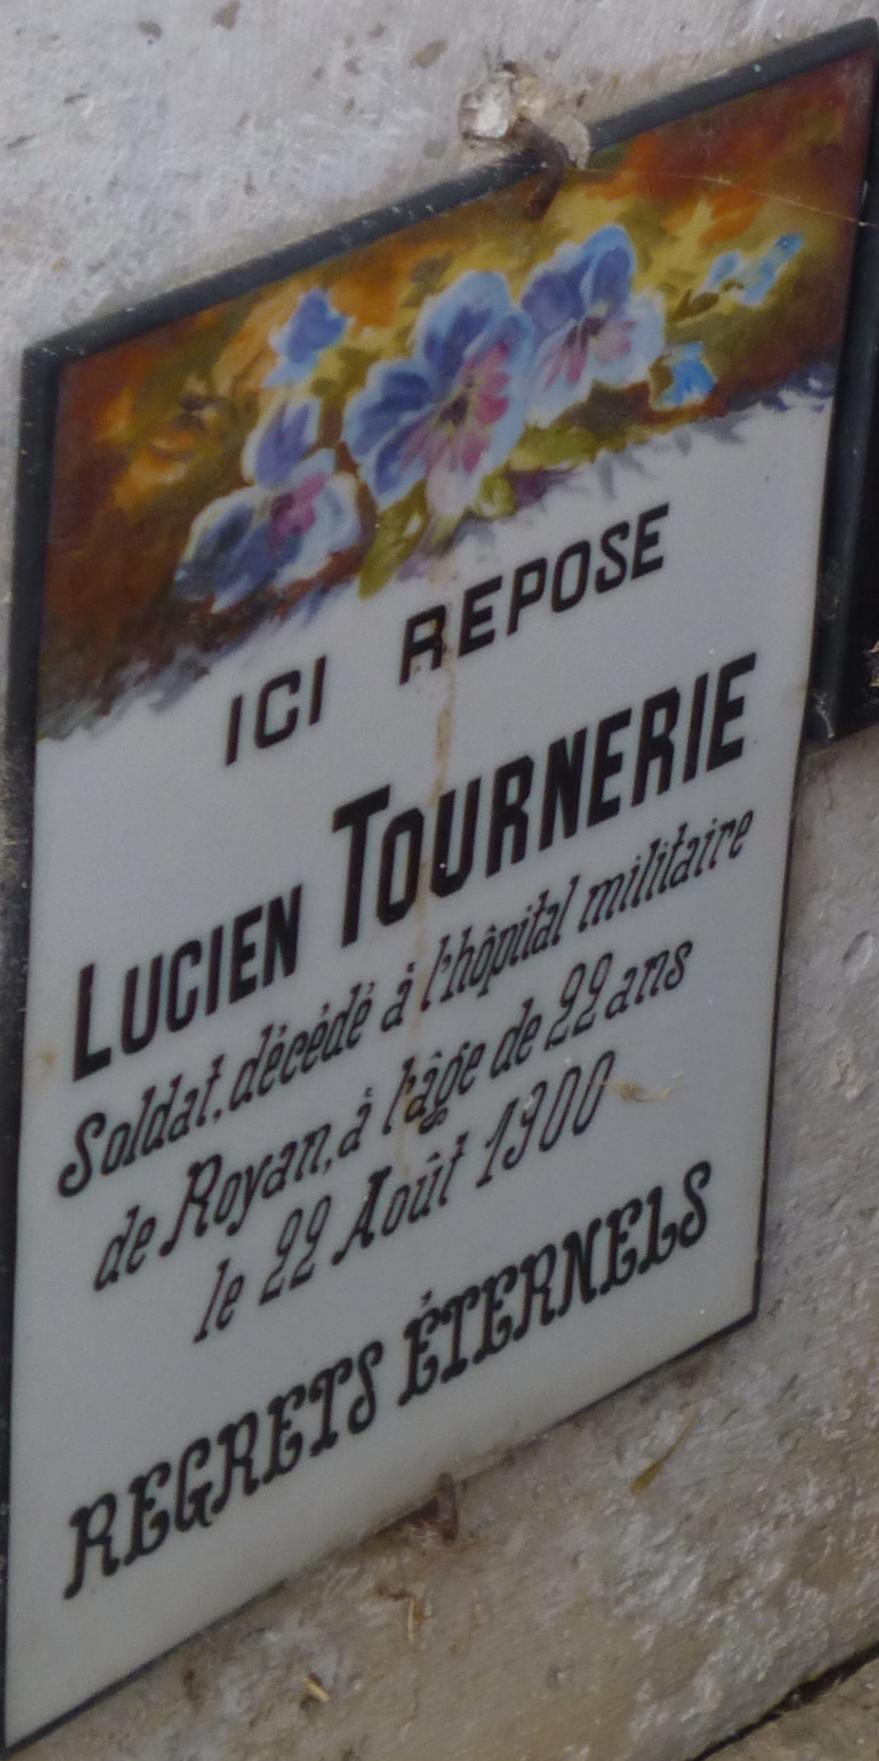 ICI REPOSE
LUCIEN TOURNERIE
Soldat, décédé à l'hôpital militaire
de Royan, à l'âge de 22 ans
le 22 Août 1900
REGRETS ÉTERNELS